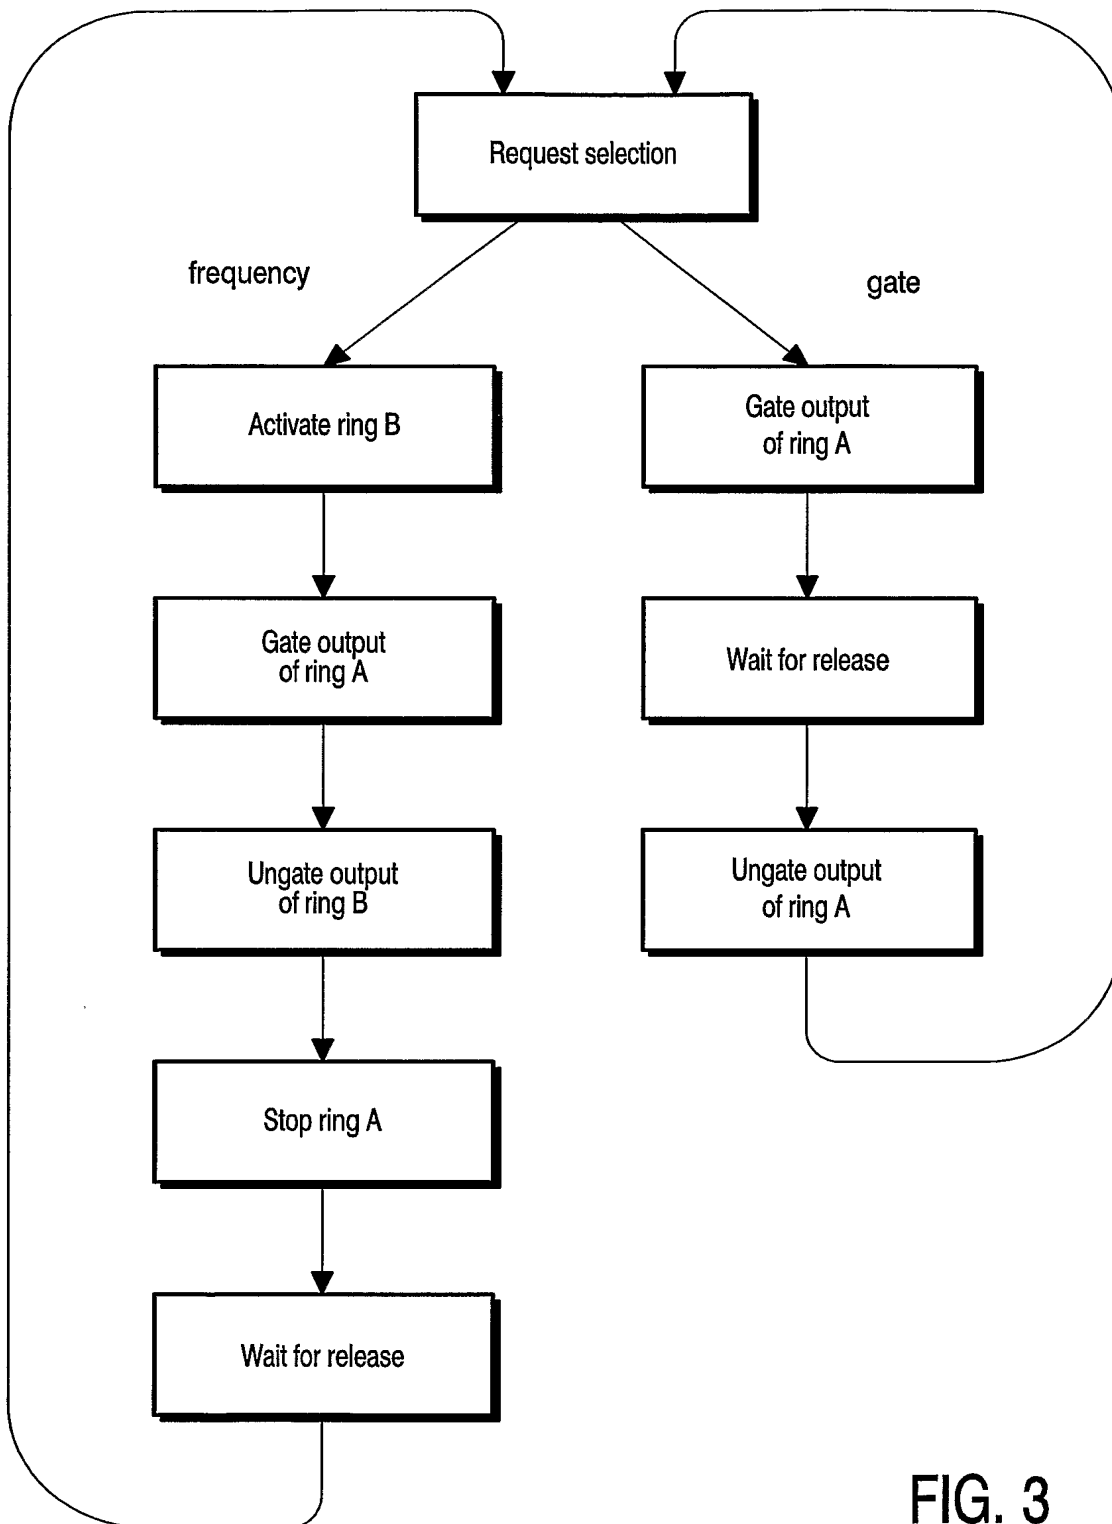 Request selection
frequency
gate
Activate ring B
Gate output
of ring A
Gate output
of ring A
Wait for release
Ungate output
of ring B
Ungate output
of ring A
Stop ring A
Wait for release
FIG. 3